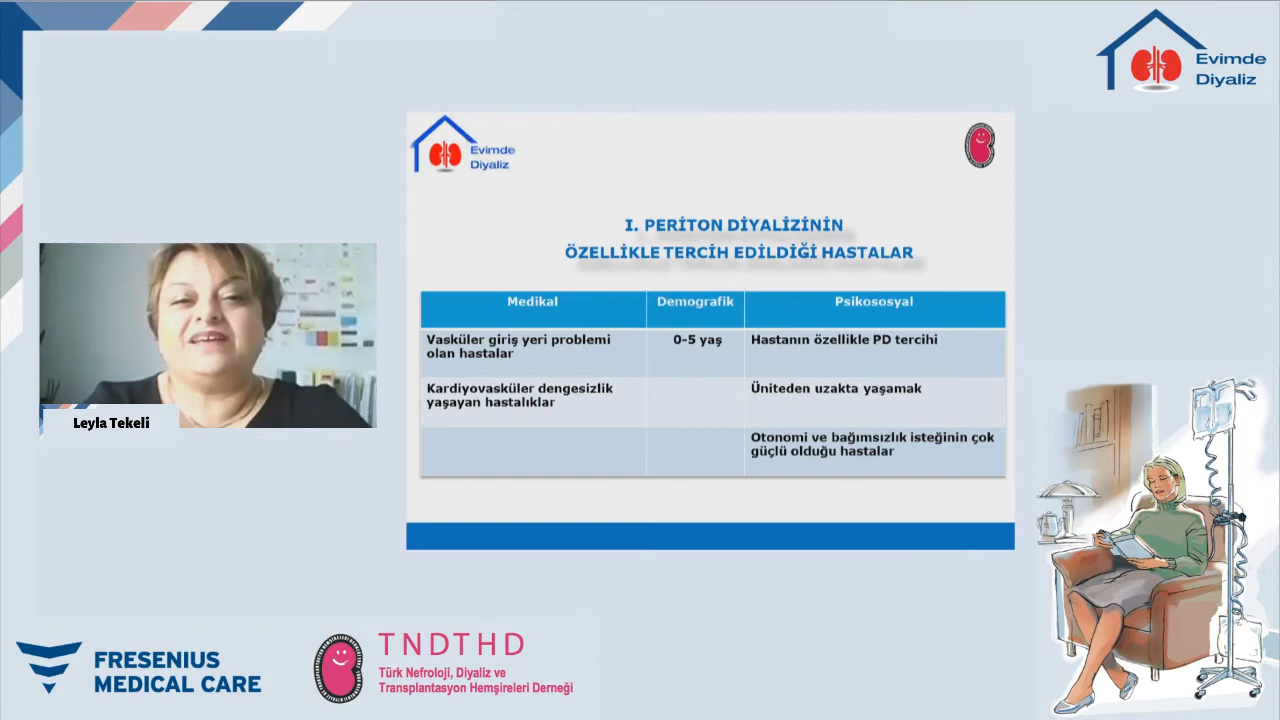 Evimde
Diyaliz
Evimde
Diyaliz
I. PERİTON DİYALİZİNİN
ÖZELLİKLE TERCİH EDİLDİĞİ HASTALAR
Medikal
Demografik
Psikososyal
Vasküler giriş yeri problemi
olan hastalar
0-5 yaş
Hastanın özellikle PD tercihi
Kardiyovasküler dengesizlik
yaşayan hastalıklar
Üniteden uzakta yaşamak
Otonomi ve bağımsızlık isteğinin çok
güçlü olduğu hastalar
Leyla Tekeli
FRESENIUS
MEDICAL CARE
TNDTHD
Türk Nefroloji, Diyaliz ve
Transplantasyon Hemşireleri Derneği